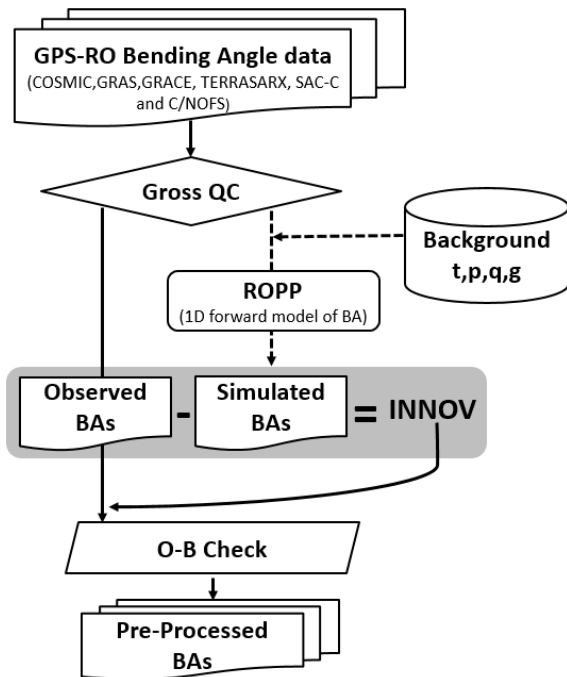 GPS-RO Bending Angle data
(COSMIC,GRAS,GRACE, TERRASARX, SAC-C
and C/NOFS)
Gross QC
Background
t,p,q,g
ROPP
(1D forward model of BA)
Observed
BAs
-
Simulated
BAs
= INNOV
O-B Check
Pre-Processed
BAs